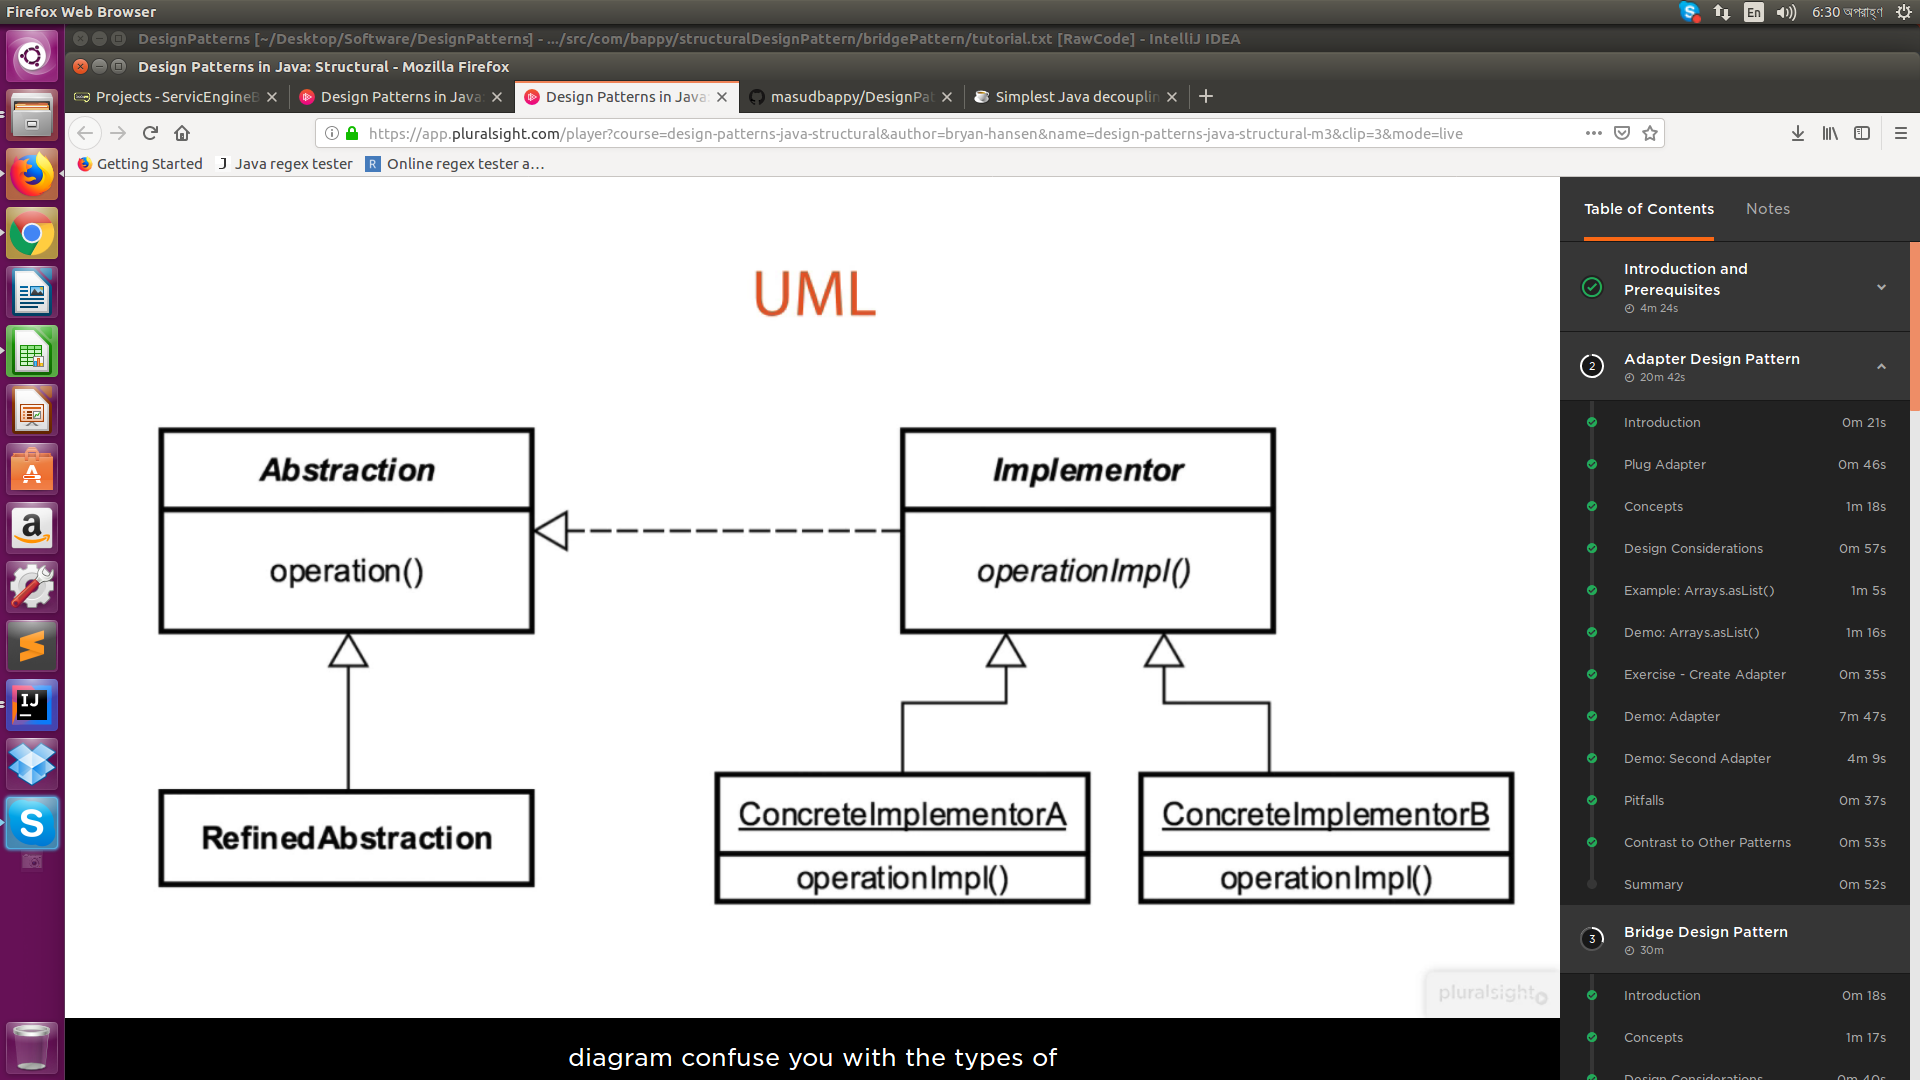 Firefox Web Browser
En
6:30 অপরাহ্ণ
DesignPatterns [~/Desktop/Software/DesignPatterns] - .../src/com/bappy/structuralDesignPattern/bridgePattern/tutorial.txt [RawCode] - IntelliJ IDEA
Design Patterns in Java: Structural - Mozilla Firefox
Projects - ServicEngineB
Design Patterns in Java:
Design Patterns in Java:
masudbappy/DesignPat
Simplest Java decouplin
https://app.pluralsight.com/player?course=design-patterns-java-structural&author=bryan-hansen&name=design-patterns-java-structural-m3&clip=3&mode=live
Getting Started
J Java regex tester
R Online regex tester a...
UML
Abstraction
operation()
Implementor
operationImpl()
RefinedAbstraction
ConcreteImplementorA
operationImpl()
ConcreteImplementorB
operationImpl()
pluralsight
diagram confuse you with the types of
Table of Contents
Notes
Introduction and
Prerequisites
4m 24s
2
Adapter Design Pattern
20m 42s
Introduction 0m 21s
Plug Adapter 0m 46s
Concepts 1m 18s
Design Considerations 0m 57s
Example: Arrays.asList() 1m 5s
Demo: Arrays.asList() 1m 16s
Exercise - Create Adapter 0m 35s
Demo: Adapter 7m 47s
Demo: Second Adapter 4m 9s
Pitfalls 0m 37s
Contrast to Other Patterns 0m 53s
Summary 0m 52s
3
Bridge Design Pattern
30m
Introduction 0m 18s
Concepts 1m 17s
Design Considerations 0m 40s